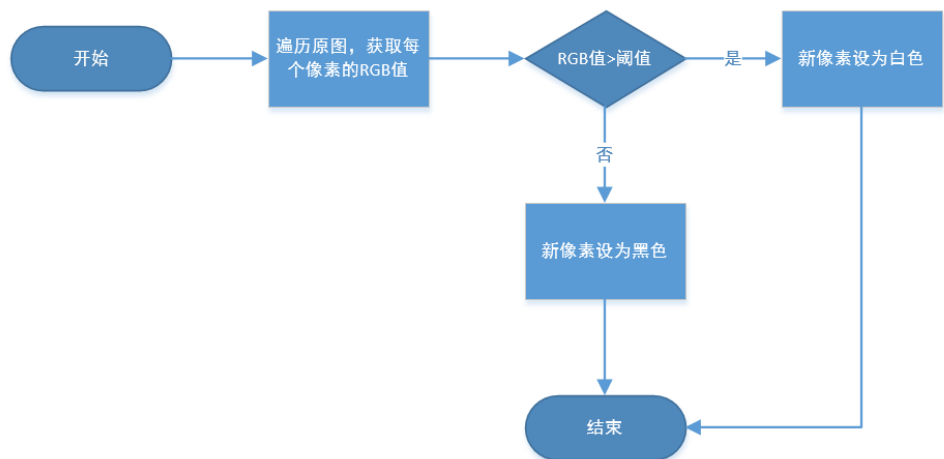 开始
遍历原图，获取每
个像素的RGB值
RGB值>阈值
是
新像素设为白色
否
新像素设为黑色
结束